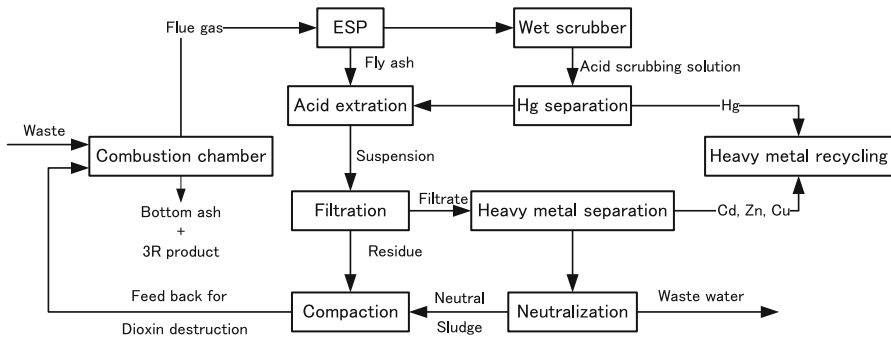 Flue gas
ESP
Wet scrubber
Fly ash
Acid scrubbing solution
Acid extration
Hg separation
Hg
Waste
Combustion chamber
Suspension
Heavy metal recycling
Bottom ash
+
3R product
Filtration
Filtrate
Heavy metal separation
Cd, Zn, Cu
Residue
Feed back for
Dioxin destruction
Compaction
Neutral
Sludge
Neutralization
Waste water